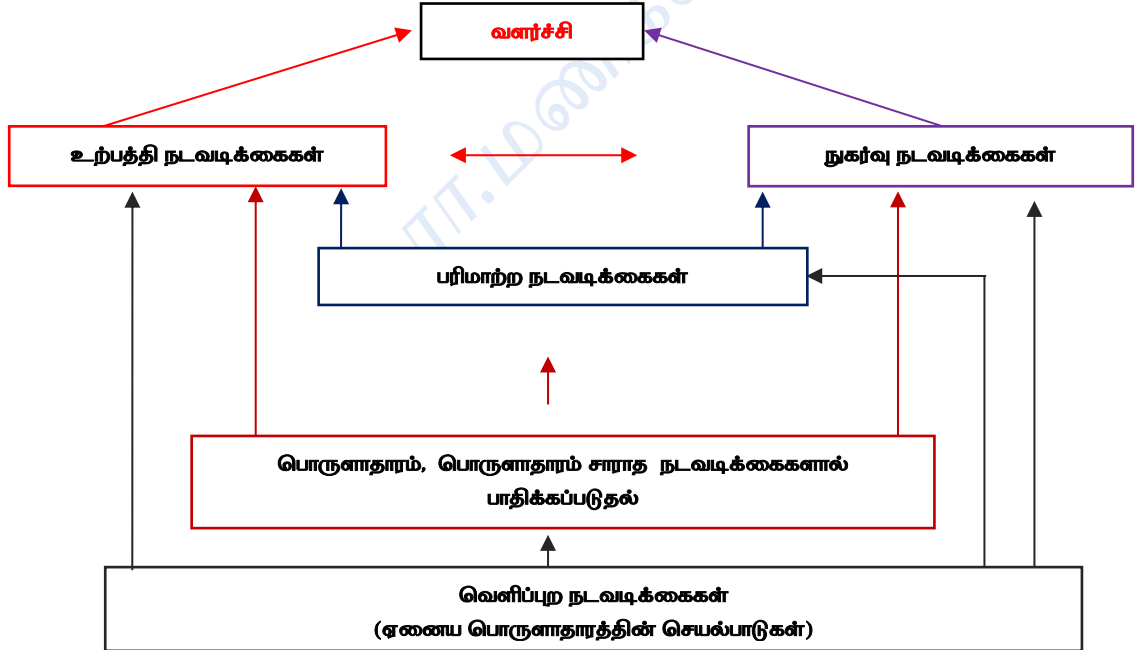 வளர்ச்சி
உற்பத்தி நடவடிக்கைகள்
நுகர்வு நடவடிக்கைகள்
பரிமாற்ற நடவடிக்கைகள்
பொருளாதாரம், பொருளாதாரம் சாராத நடவடிக்கைகளால்
பாதிக்கப்படுதல்
வெளிப்புற நடவடிக்கைகள்
(ஏனைய பொருளாதாரத்தின் செயல்பாடுகள்)